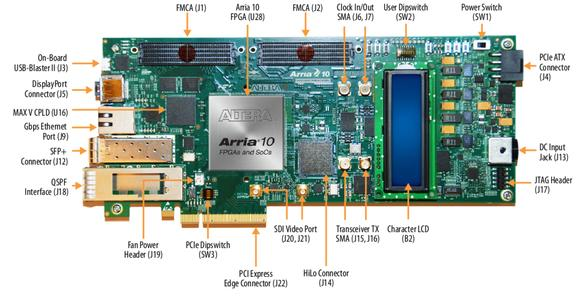 FMCA (J1)
Arria 10
FPGA (U28)
FMCA (J2)
Clock In/Out
SMA (J6, J7)
User Dipswitch
(SW2)
Power Switch
(SW1)
On-Board
USB-Blaster II (J3)
DisplayPort
Connector (J5)
MAX V CPLD (U16)
Gbps Ethernet
Port (J9)
SFP+
Connector (J12)
QSPF
Interface (J18)
PCIe ATX
Connector
(J4)
DC Input
Jack (J13)
JTAG Header
(J17)
Arria 10
ALTERA
Arria 10
FPGAs and SoCs
Fan Power
Header (J19)
PCIe Dipswitch
(SW3)
PCI Express
Edge Connector (J22)
SDI Video Port
(J20, J21)
HiLo Connector
(J14)
Transceiver TX
SMA (J15, J16)
Character LCD
(B2)